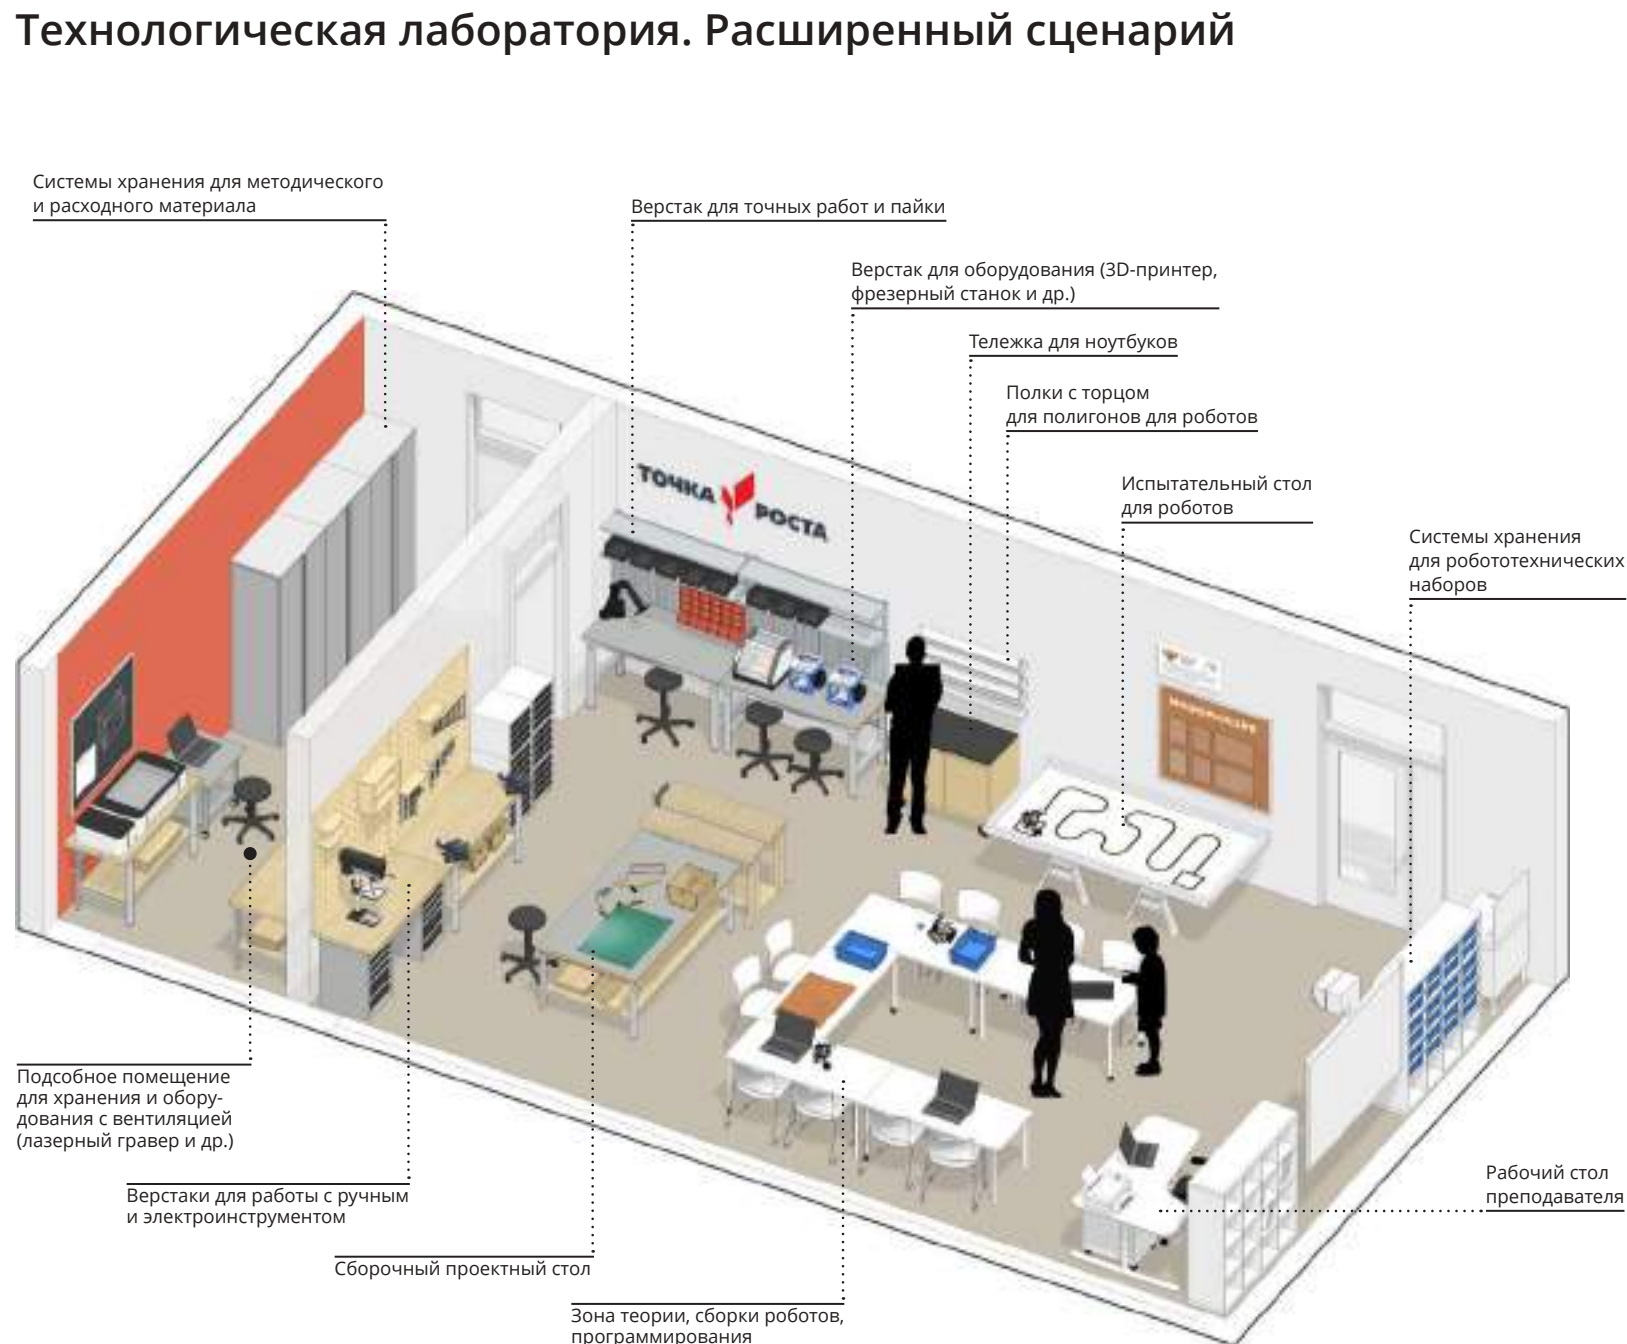 Технологическая лаборатория. Расширенный сценарий
Системы хранения для методического
и расходного материала
Верстак для точных работ и пайки
Верстак для оборудования (3D-принтер,
фрезерный станок и др.)
Тележка для ноутбуков
Полки с торцом
для полигонов для роботов
Испытательный стол
для роботов
Системы хранения
для робототехнических
наборов
ТОЧКА
РОСТА
Подсобное помещение
для хранения и обору-
дования с вентиляцией
(лазерный гравер и др.)
Верстаки для работы с ручным
и электроинструментом
Сборочный проектный стол
Зона теории, сборки роботов,
программирования
Рабочий стол
преподавателя